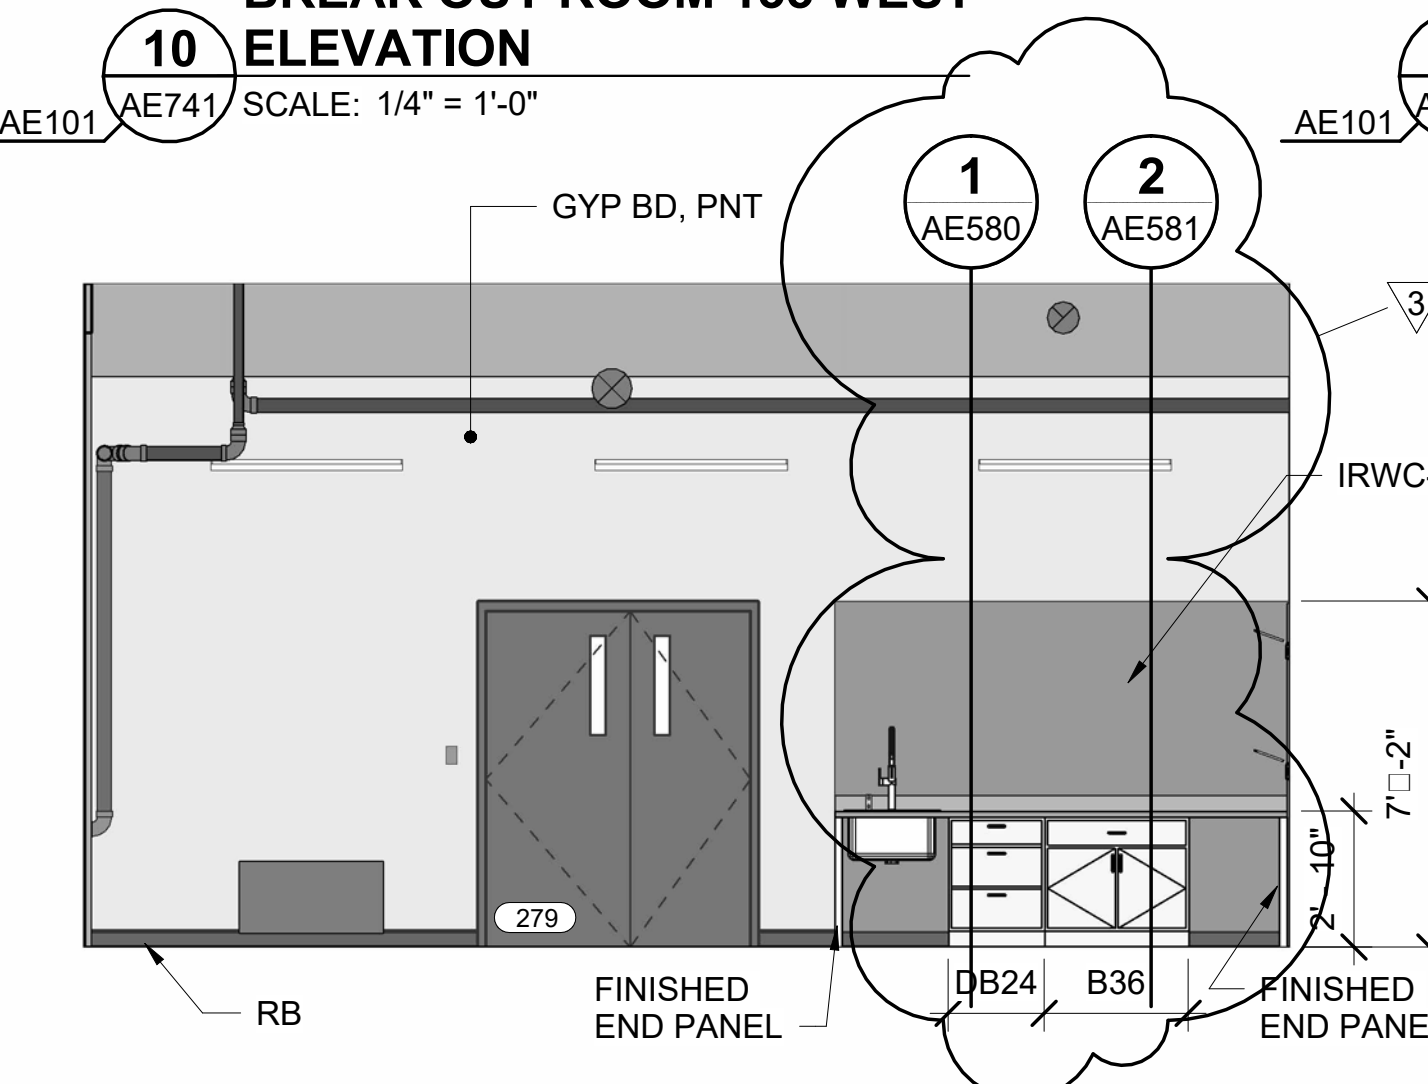 10
ELEVATION
AE741
SCALE: 1/4" = 1'-0"
AE101
AE101
1
AE580
2
AE581
GYP BD, PNT
3
279
7'□-2"
2' - 10"
DB24
B36
FINISHED
END PANEL
FINISHED
RB